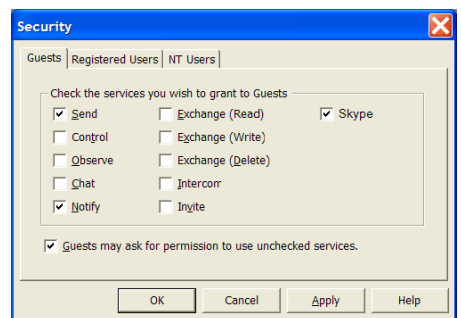 Security
Guests Registered Users NT Users
Check the services you wish to grant to Guests
Send Exchange (Read) Skype
Control Exchange (Write)
Observe Exchange (Delete)
Chat Intercom
Notify Invite
Guests may ask for permission to use unchecked services.
OK Cancel Apply Help